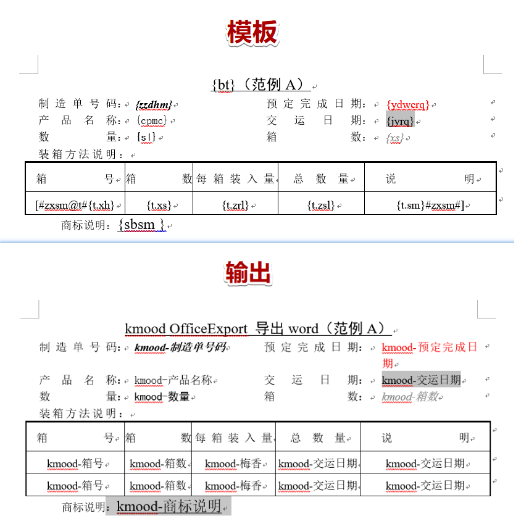 模板
{bt}（范例 A）
制造单号码：{zzdhm} 预定完成日期：{ydwcrq}
产品名称：{cpmc} 交运日期：{jyrq}
数量：{sl} 箱数：{xs}
装箱方法说明：
箱号 箱数 每箱装入量 总数量 说明
[#zxsm@t#{t.xh} {t.xs} {t.zrl} {t.zsl} {t.sm}#zxsm#]
商标说明：{sbsm }
输出
kmood OfficeExport 导出 word（范例 A）
制造单号码：kmood-制造单号码 预定完成日期：kmood-预定完成日
期
产品名称：kmood-产品名称 交运日期：kmood-交运日期
数量：kmood-数量 箱数：kmood-箱数
装箱方法说明：
箱号 箱数 每箱装入量 总数量 说明
kmood-箱号 kmood-箱数 kmood-梅香 kmood-交运日期 kmood-交运日期
kmood-箱号 kmood-箱数 kmood-梅香 kmood-交运日期 kmood-交运日期
商标说明：kmood-商标说明